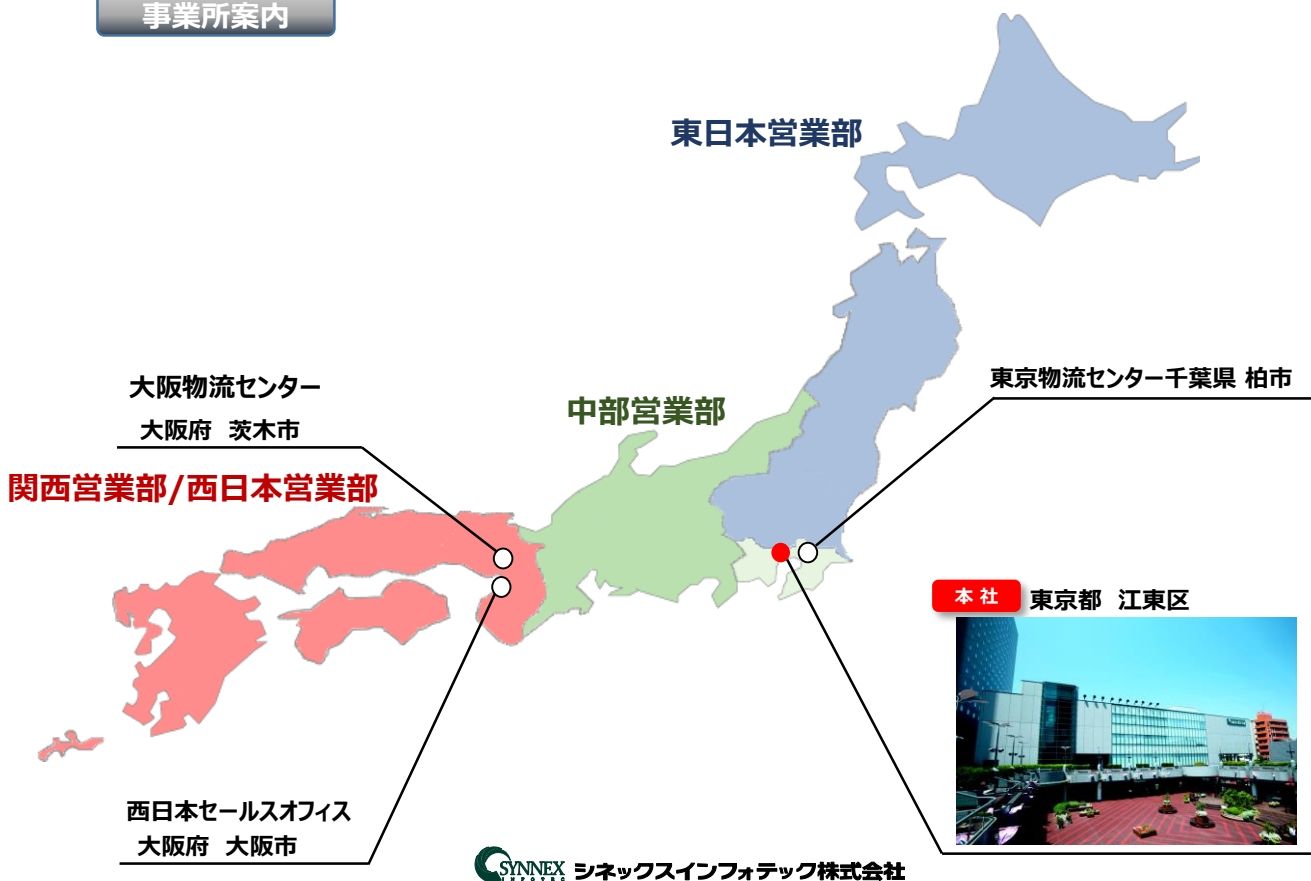 事業所案内
東日本営業部
大阪物流センター
大阪府 茨木市
中部営業部
東京物流センター千葉県 柏市
関西営業部/西日本営業部
本 社 東京都 江東区
西日本セールスオフィス
大阪府 大阪市
SYNNEX シネックスインフォテック株式会社
INFOTEC